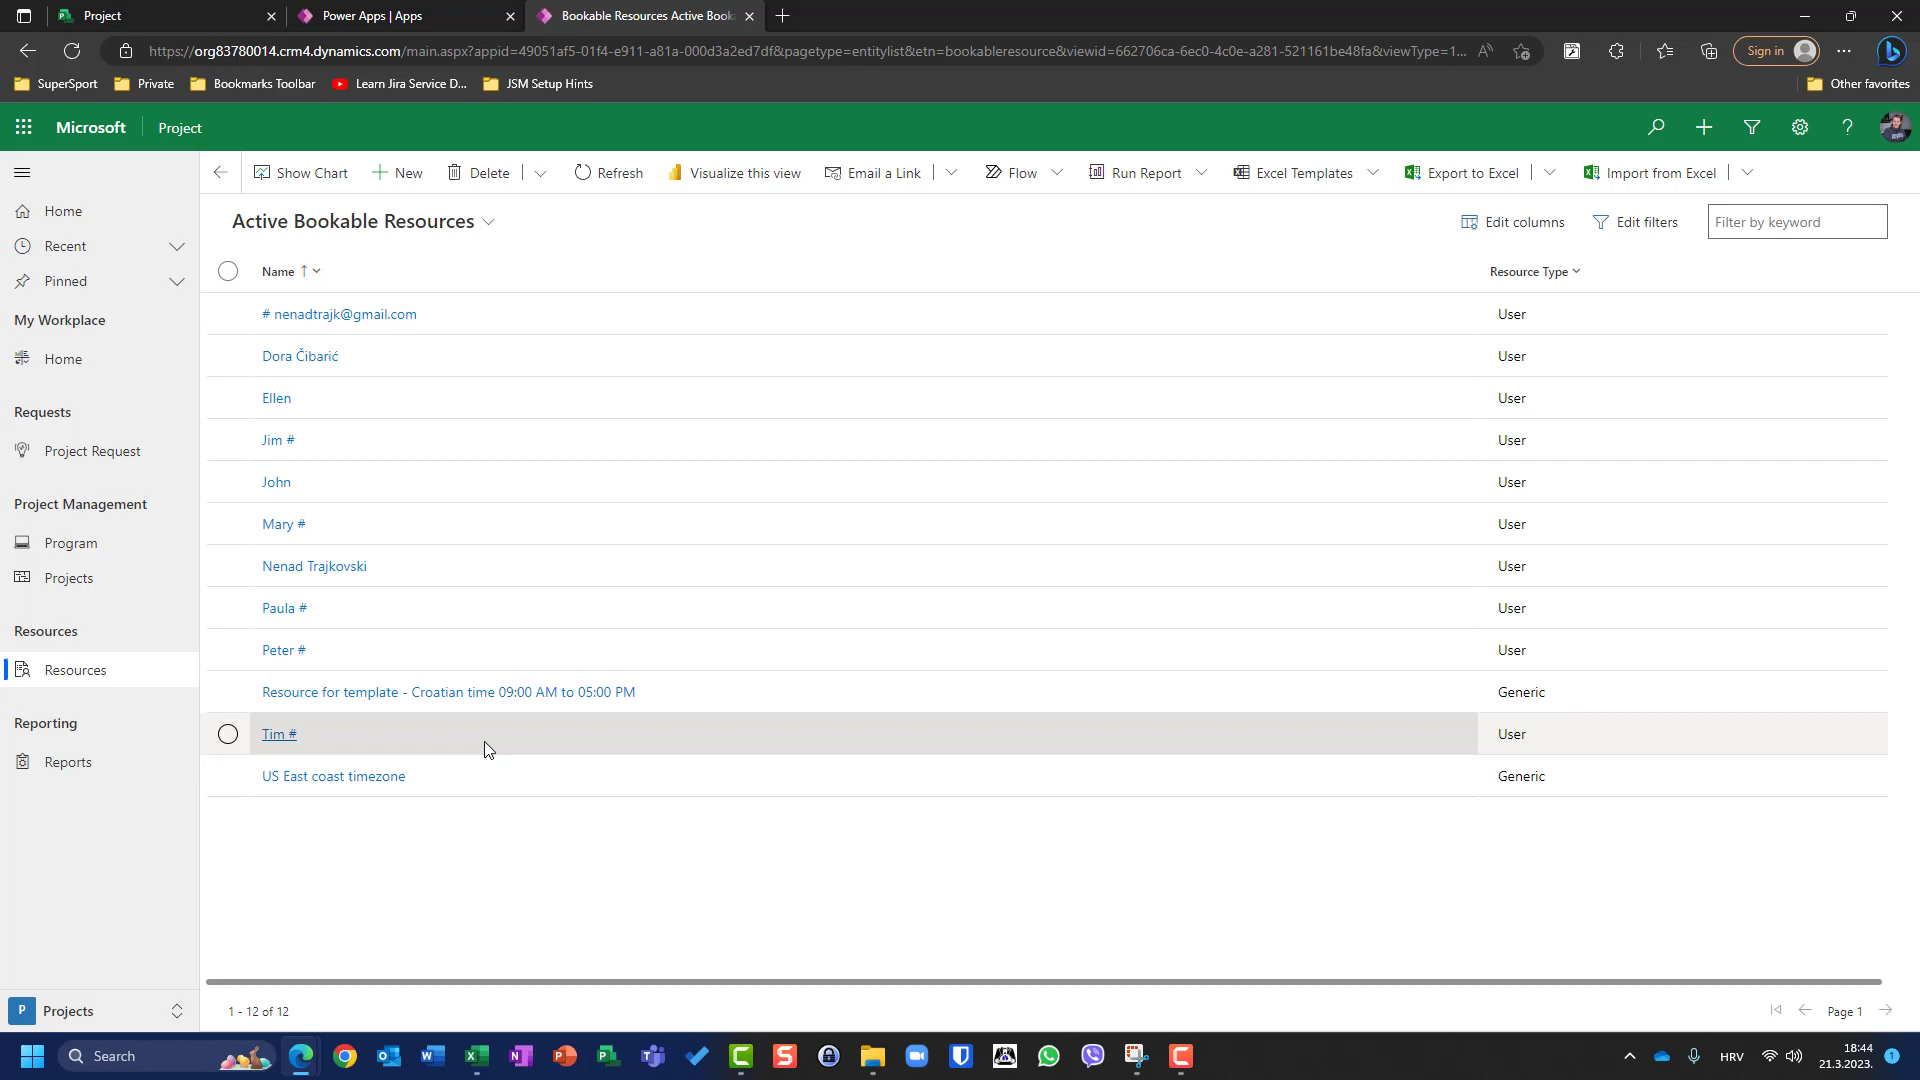 Project
Power Apps | Apps
Bookable Resources Active Book
https://org83780014.crm4.dynamics.com/main.aspx?appid=49051af5-01f4-e911-a81a-000d3a2ed7df&pagetype=entitylist&etn=bookableresource&viewid=662706ca-6ec0-4c0e-a281-521161be48fa&viewType=1...
Sign in
SuperSport
Private
Bookmarks Toolbar
Learn Jira Service D...
JSM Setup Hints
Other favorites
Microsoft
Project
Show Chart
New
Delete
Refresh
Visualize this view
Email a Link
Flow
Run Report
Excel Templates
Export to Excel
Import from Excel
Home
Recent
Pinned
My Workplace
Home
Requests
Project Request
Project Management
Program
Projects
Resources
Resources
Reporting
Reports
P Projects
Active Bookable Resources
Edit columns
Edit filters
Filter by keyword
Name ↑
Resource Type
# nenadtrajk@gmail.com User
Dora Čibarić User
Ellen User
Jim # User
John User
Mary # User
Nenad Trajkovski User
Paula # User
Peter # User
Resource for template - Croatian time 09:00 AM to 05:00 PM Generic
Tim # User
US East coast timezone Generic
1 - 12 of 12
Page 1
Search
HRV
18:44
21.3.2023.
1